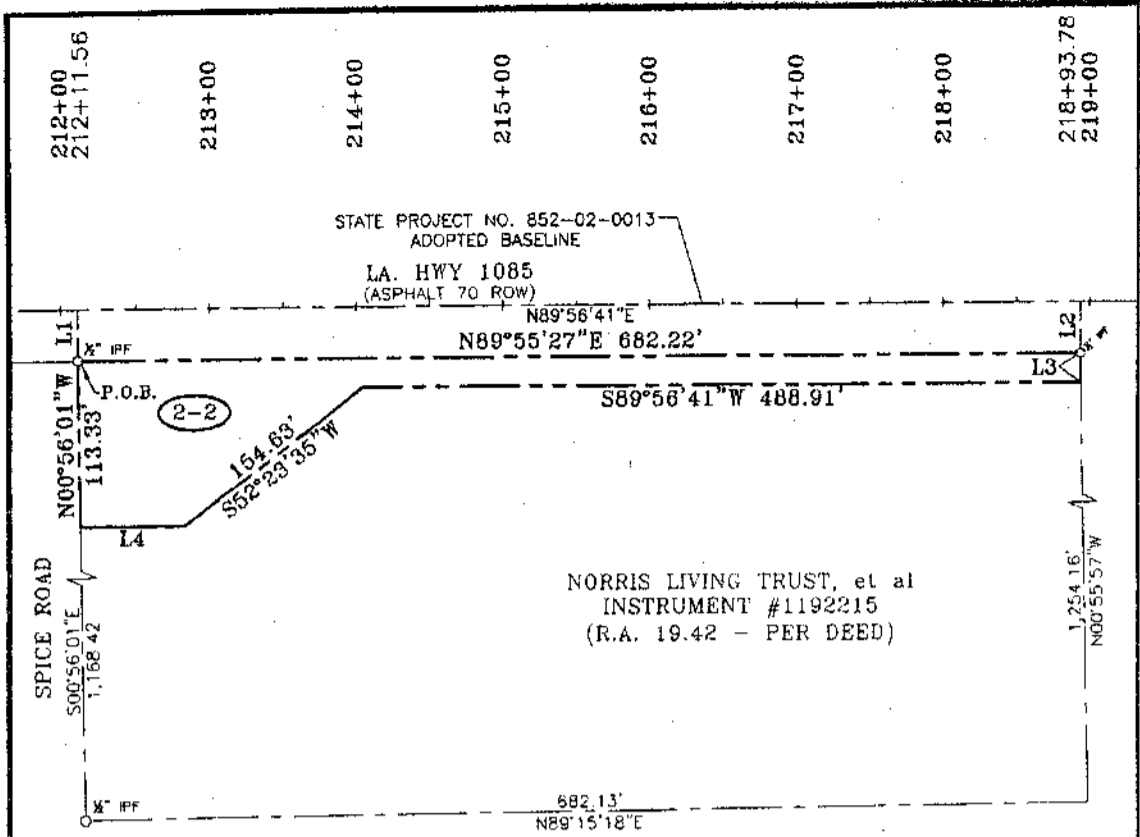 212+00
212+11.56
213+00
214+00
215+00
216+00
217+00
218+00
218+93.78
219+00
STATE PROJECT NO. 852-02-0013
ADOPTED BASELINE
LA. HWY 1085
(ASPHALT 70 ROW)
N89°56'41"E
L1
L2
N89°55'27"E 682.22'
½" IPF
L3
P.O.B.
2-2
S89°56'41"W 488.91'
N00°56'01"W
113.33'
164.63'
S52°23'35"W
L4
SPICE ROAD
S00°56'01"E
1,168.42
NORRIS LIVING TRUST, et al
INSTRUMENT #1192215
(R.A. 19.42 - PER DEED)
1,254.16'
N00°55'57"W
½" IPF
682.13'
N89°15'18"E